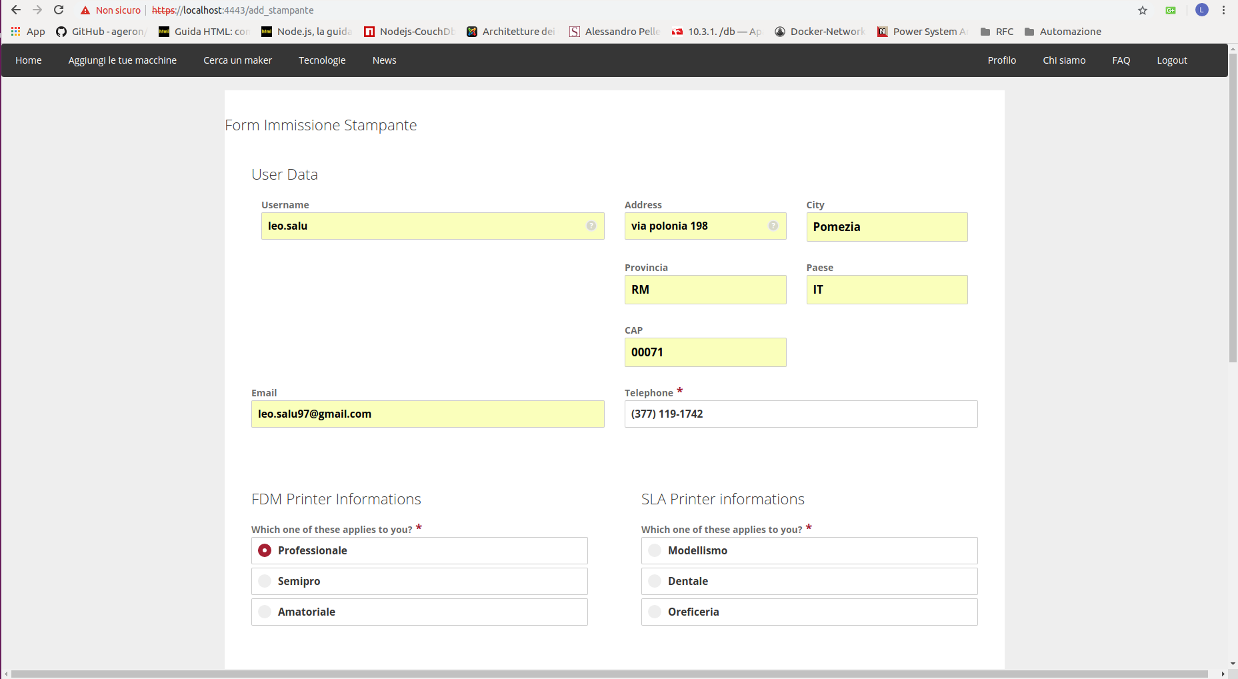 Non sicuro https://localhost:4443/add_stampante L
App GitHub - ageron/ Guida HTML: cor Node.js, la guida Nodejs-CouchDb Architetture dei Alessandro Pelle 10.3.1. /db — Ap Docker-Network Power System A RFC Automazione
Home Aggiungi le tue macchine Cerca un maker Tecnologie News Profilo Chi siamo FAQ Logout
Form Immissione Stampante
User Data
Username Address City
leo.salu via polonia 198 Pomezia
Provincia Paese
RM IT
CAP
00071
Email Telephone *
leo.salu97@gmail.com (377) 119-1742
FDM Printer Informations SLA Printer informations
Which one of these applies to you? * Which one of these applies to you? *
Professionale Modellismo
Semipro Dentale
Amatoriale Oreficeria